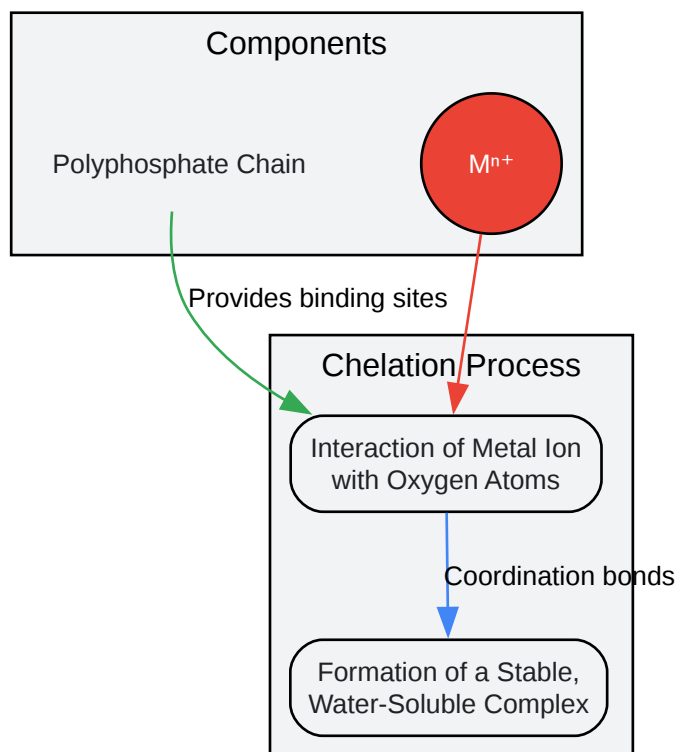 Components
Polyphosphate Chain
Mⁿ⁺
Provides binding sites
Chelation Process
Interaction of Metal Ion
with Oxygen Atoms
Coordination bonds
Formation of a Stable,
Water-Soluble Complex